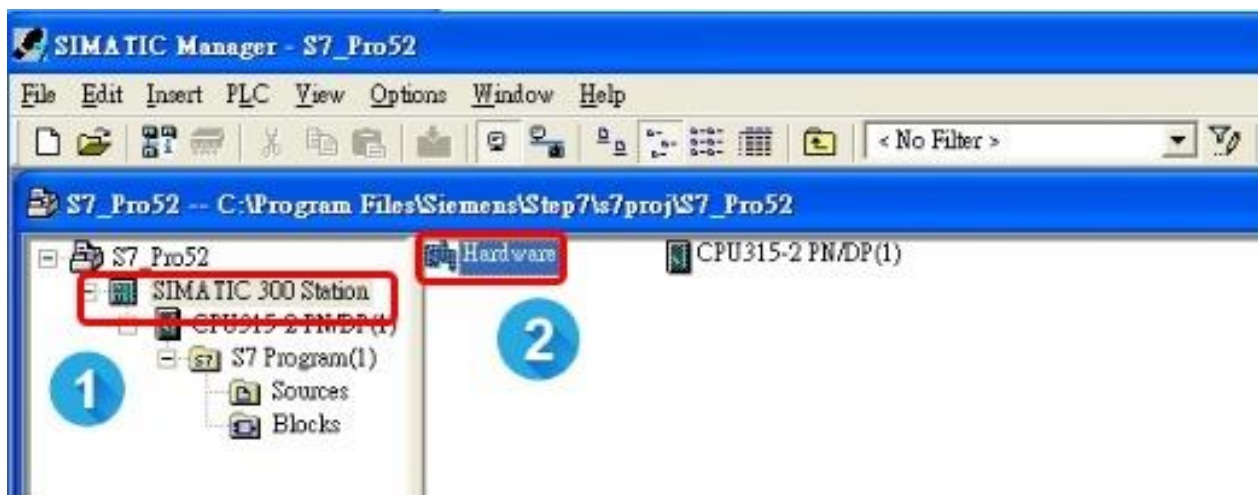 SIMATIC Manager - S7_Pro52
File Edit Insert PLC View Options Window Help
< No Filter >
S7_Pro52 -- C:\Program Files\Siemens\Step7\s7proj\S7_Pro52
S7_Pro52
Hardware
CPU315-2 PN/DP(1)
SIMATIC 300 Station
CPU315-2 PN/DP(1)
S7 Program(1)
Sources
Blocks
1
2